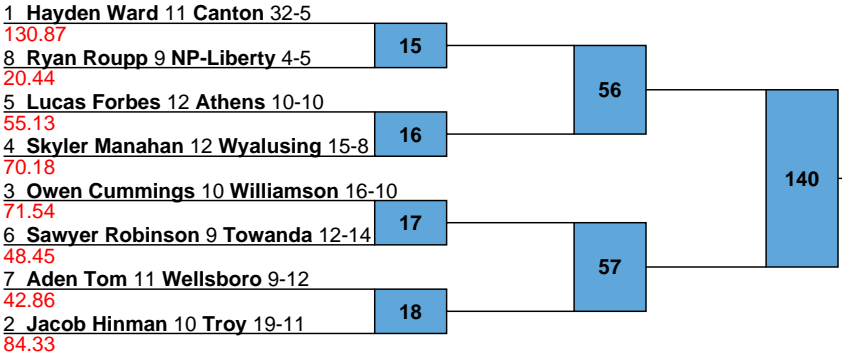 1 Hayden Ward 11 Canton 32-5
130.87
15
8 Ryan Roupp 9 NP-Liberty 4-5
20.44
56
5 Lucas Forbes 12 Athens 10-10
55.13
16
4 Skyler Manahan 12 Wyalusing 15-8
70.18
140
3 Owen Cummings 10 Williamson 16-10
71.54
17
6 Sawyer Robinson 9 Towanda 12-14
48.45
57
7 Aden Tom 11 Wellsboro 9-12
42.86
18
2 Jacob Hinman 10 Troy 19-11
84.33